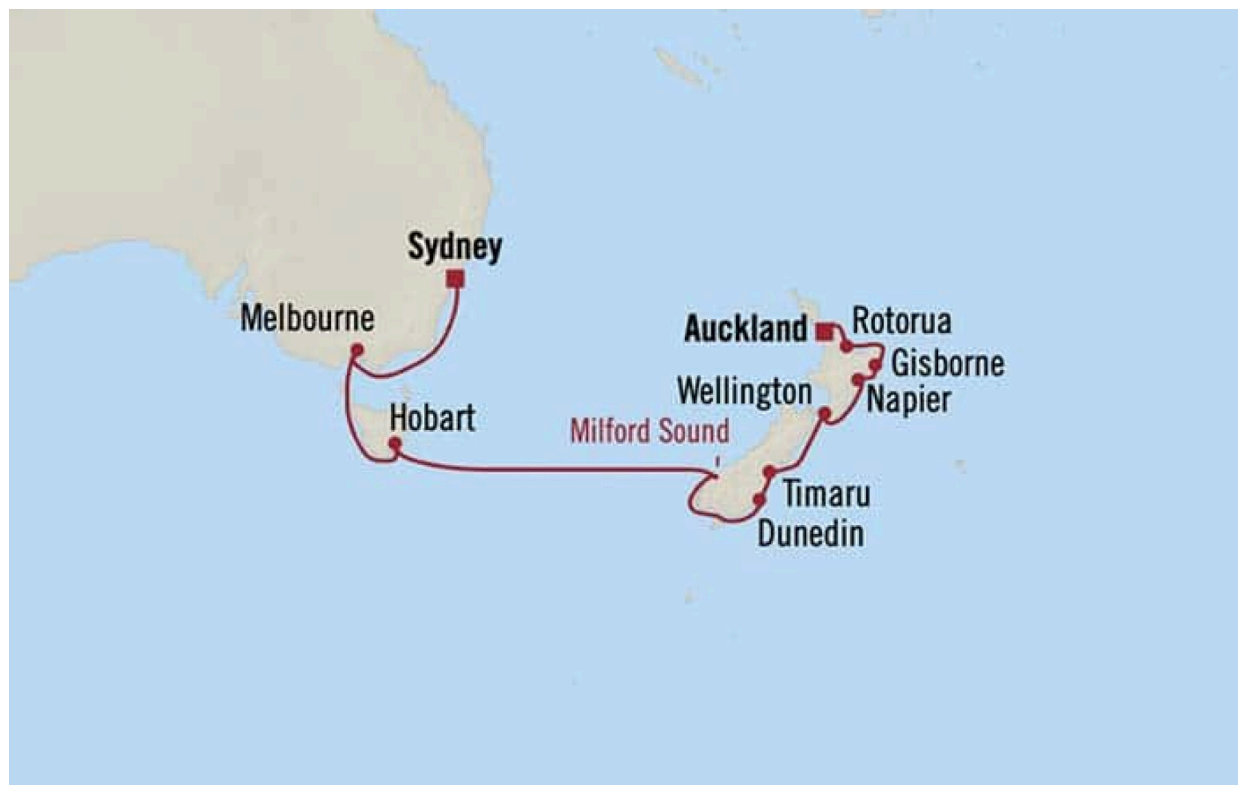 Sydney
Melbourne
Auckland
Rotorua
Gisborne
Wellington
Napier
Hobart
Milford Sound
Timaru
Dunedin